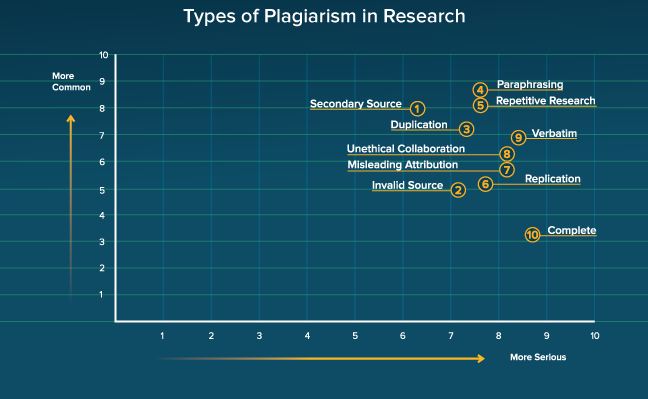 Types of Plagiarism in Research
10
More
Common
9
4 Paraphrasing
5 Repetitive Research
Secondary Source 1
8
Duplication 3
7
9 Verbatim
Unethical Collaboration 8
6
Misleading Attribution 7
6 Replication
Invalid Source 2
5
4
10 Complete
3
2
1
1 2 3 4 5 6 7 8 9 10
More Serious